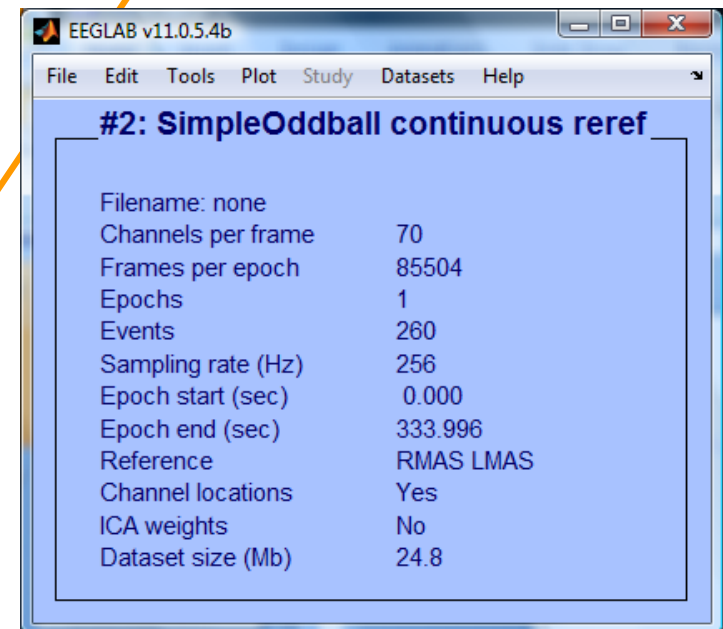 EEGLAB v11.0.5.4b
File Edit Tools Plot Study Datasets Help
#2: SimpleOddball continuous reref
Filename: none
Channels per frame 70
Frames per epoch 85504
Epochs 1
Events 260
Sampling rate (Hz) 256
Epoch start (sec) 0.000
Epoch end (sec) 333.996
Reference RMAS LMAS
Channel locations Yes
ICA weights No
Dataset size (Mb) 24.8